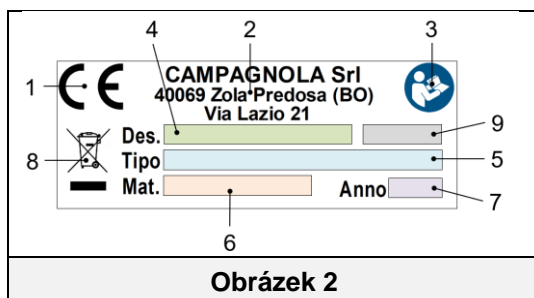 4 2 3
1 CE CAMPAGNOLA Srl
40069 Zola Predosa (BO)
Via Lazio 21
Des. 9
8 Tipo 5
Mat. Anno 7
6
Obrázek 2